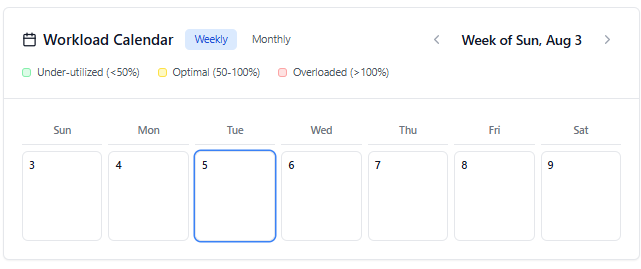 Workload Calendar Weekly Monthly Week of Sun, Aug 3
Under-utilized (<50%) Optimal (50-100%) Overloaded (>100%)
Sun Mon Tue Wed Thu Fri Sat
3 4 5 6 7 8 9